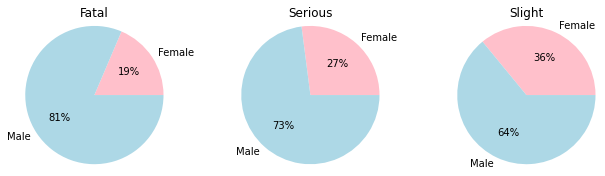 Fatal
Female
19%
81%
Male
Serious
Female
27%
73%
Male
Slight
Female
36%
64%
Male